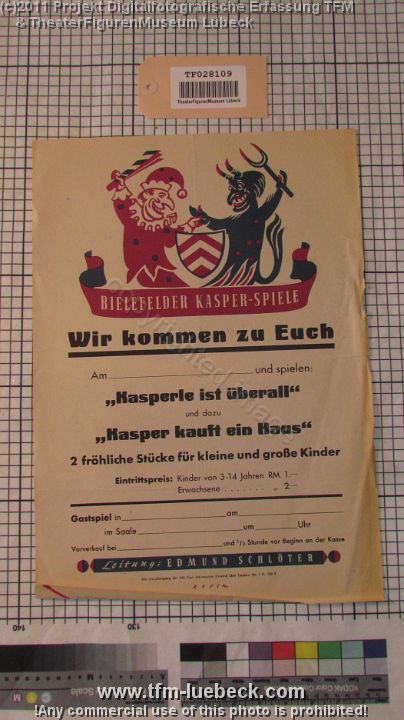 (c)2011 Projekt Digitalfotografische Erfassung TFM
& TheaterFigurenMuseum Lübeck
TF028109
TheaterFigurenMuseum Lübeck
BIELEFELDER KASPER-SPIELE
Wir kommen zu Euch
Am und spielen:
„Kasperle ist überall“
und dazu
„Kasper kauft ein Haus“
2 fröhliche Stücke für kleine und große Kinder
Eintrittspreis: Kinder von 3-14 Jahren RM. 1.—
Erwachsene . . . . . . . „ 2.—
Gastspiel in am
im Saale um Uhr
Vorverkauf bei und 1/2 Stunde vor Beginn an der Kasse
Leitung: EDMUND SCHLÖTER
copyrighted image
140 130
www.tfm-luebeck.com
!Any commercial use of this photo is prohibited!